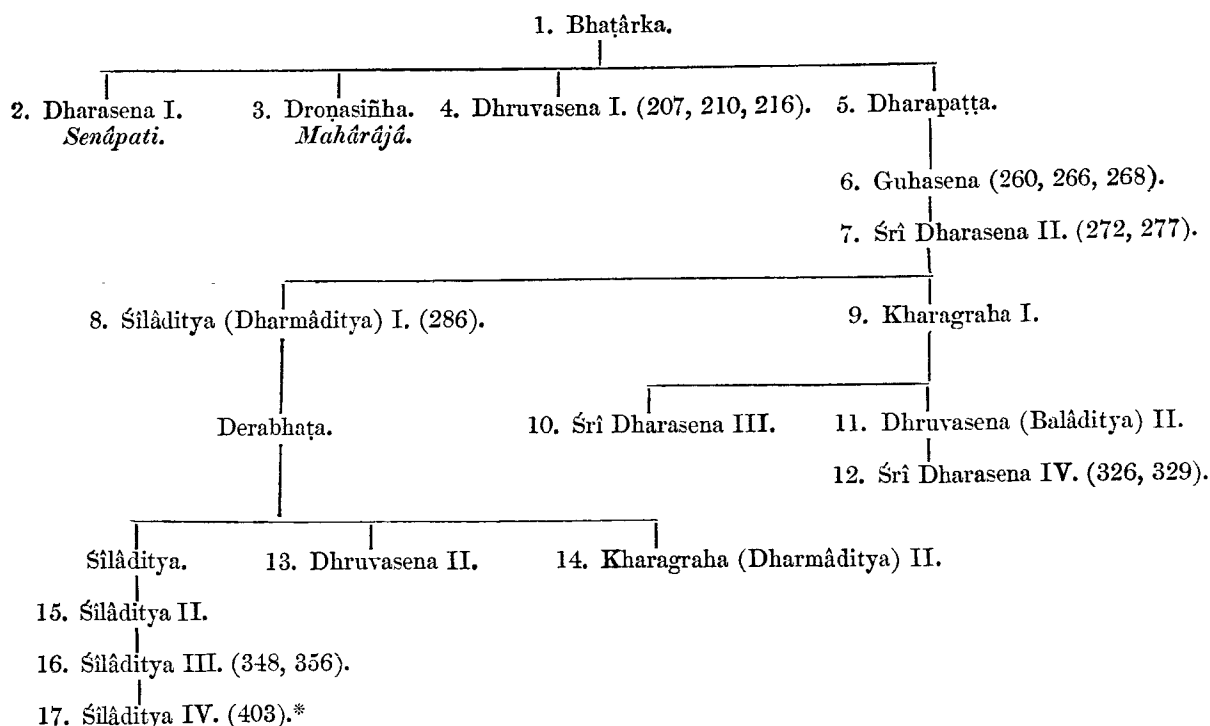 1. Bhaṭârka.
2. Dharasena I. 3. Droṇasiñha. 4. Dhruvasena I. (207, 210, 216). 5. Dharapaṭṭa.
Senâpati. Mahârâjâ.
6. Guhasena (260, 266, 268).
7. Śrî Dharasena II. (272, 277).
8. Śîlâditya (Dharmâditya) I. (286). 9. Kharagraha I.
Derabhaṭa. 10. Śrî Dharasena III. 11. Dhruvasena (Balâditya) II.
12. Śrî Dharasena IV. (326, 329).
Śîlâditya. 13. Dhruvasena II. 14. Kharagraha (Dharmâditya) II.
15. Śîlâditya II.
16. Śîlâditya III. (348, 356).
17. Śîlâditya IV. (403).*